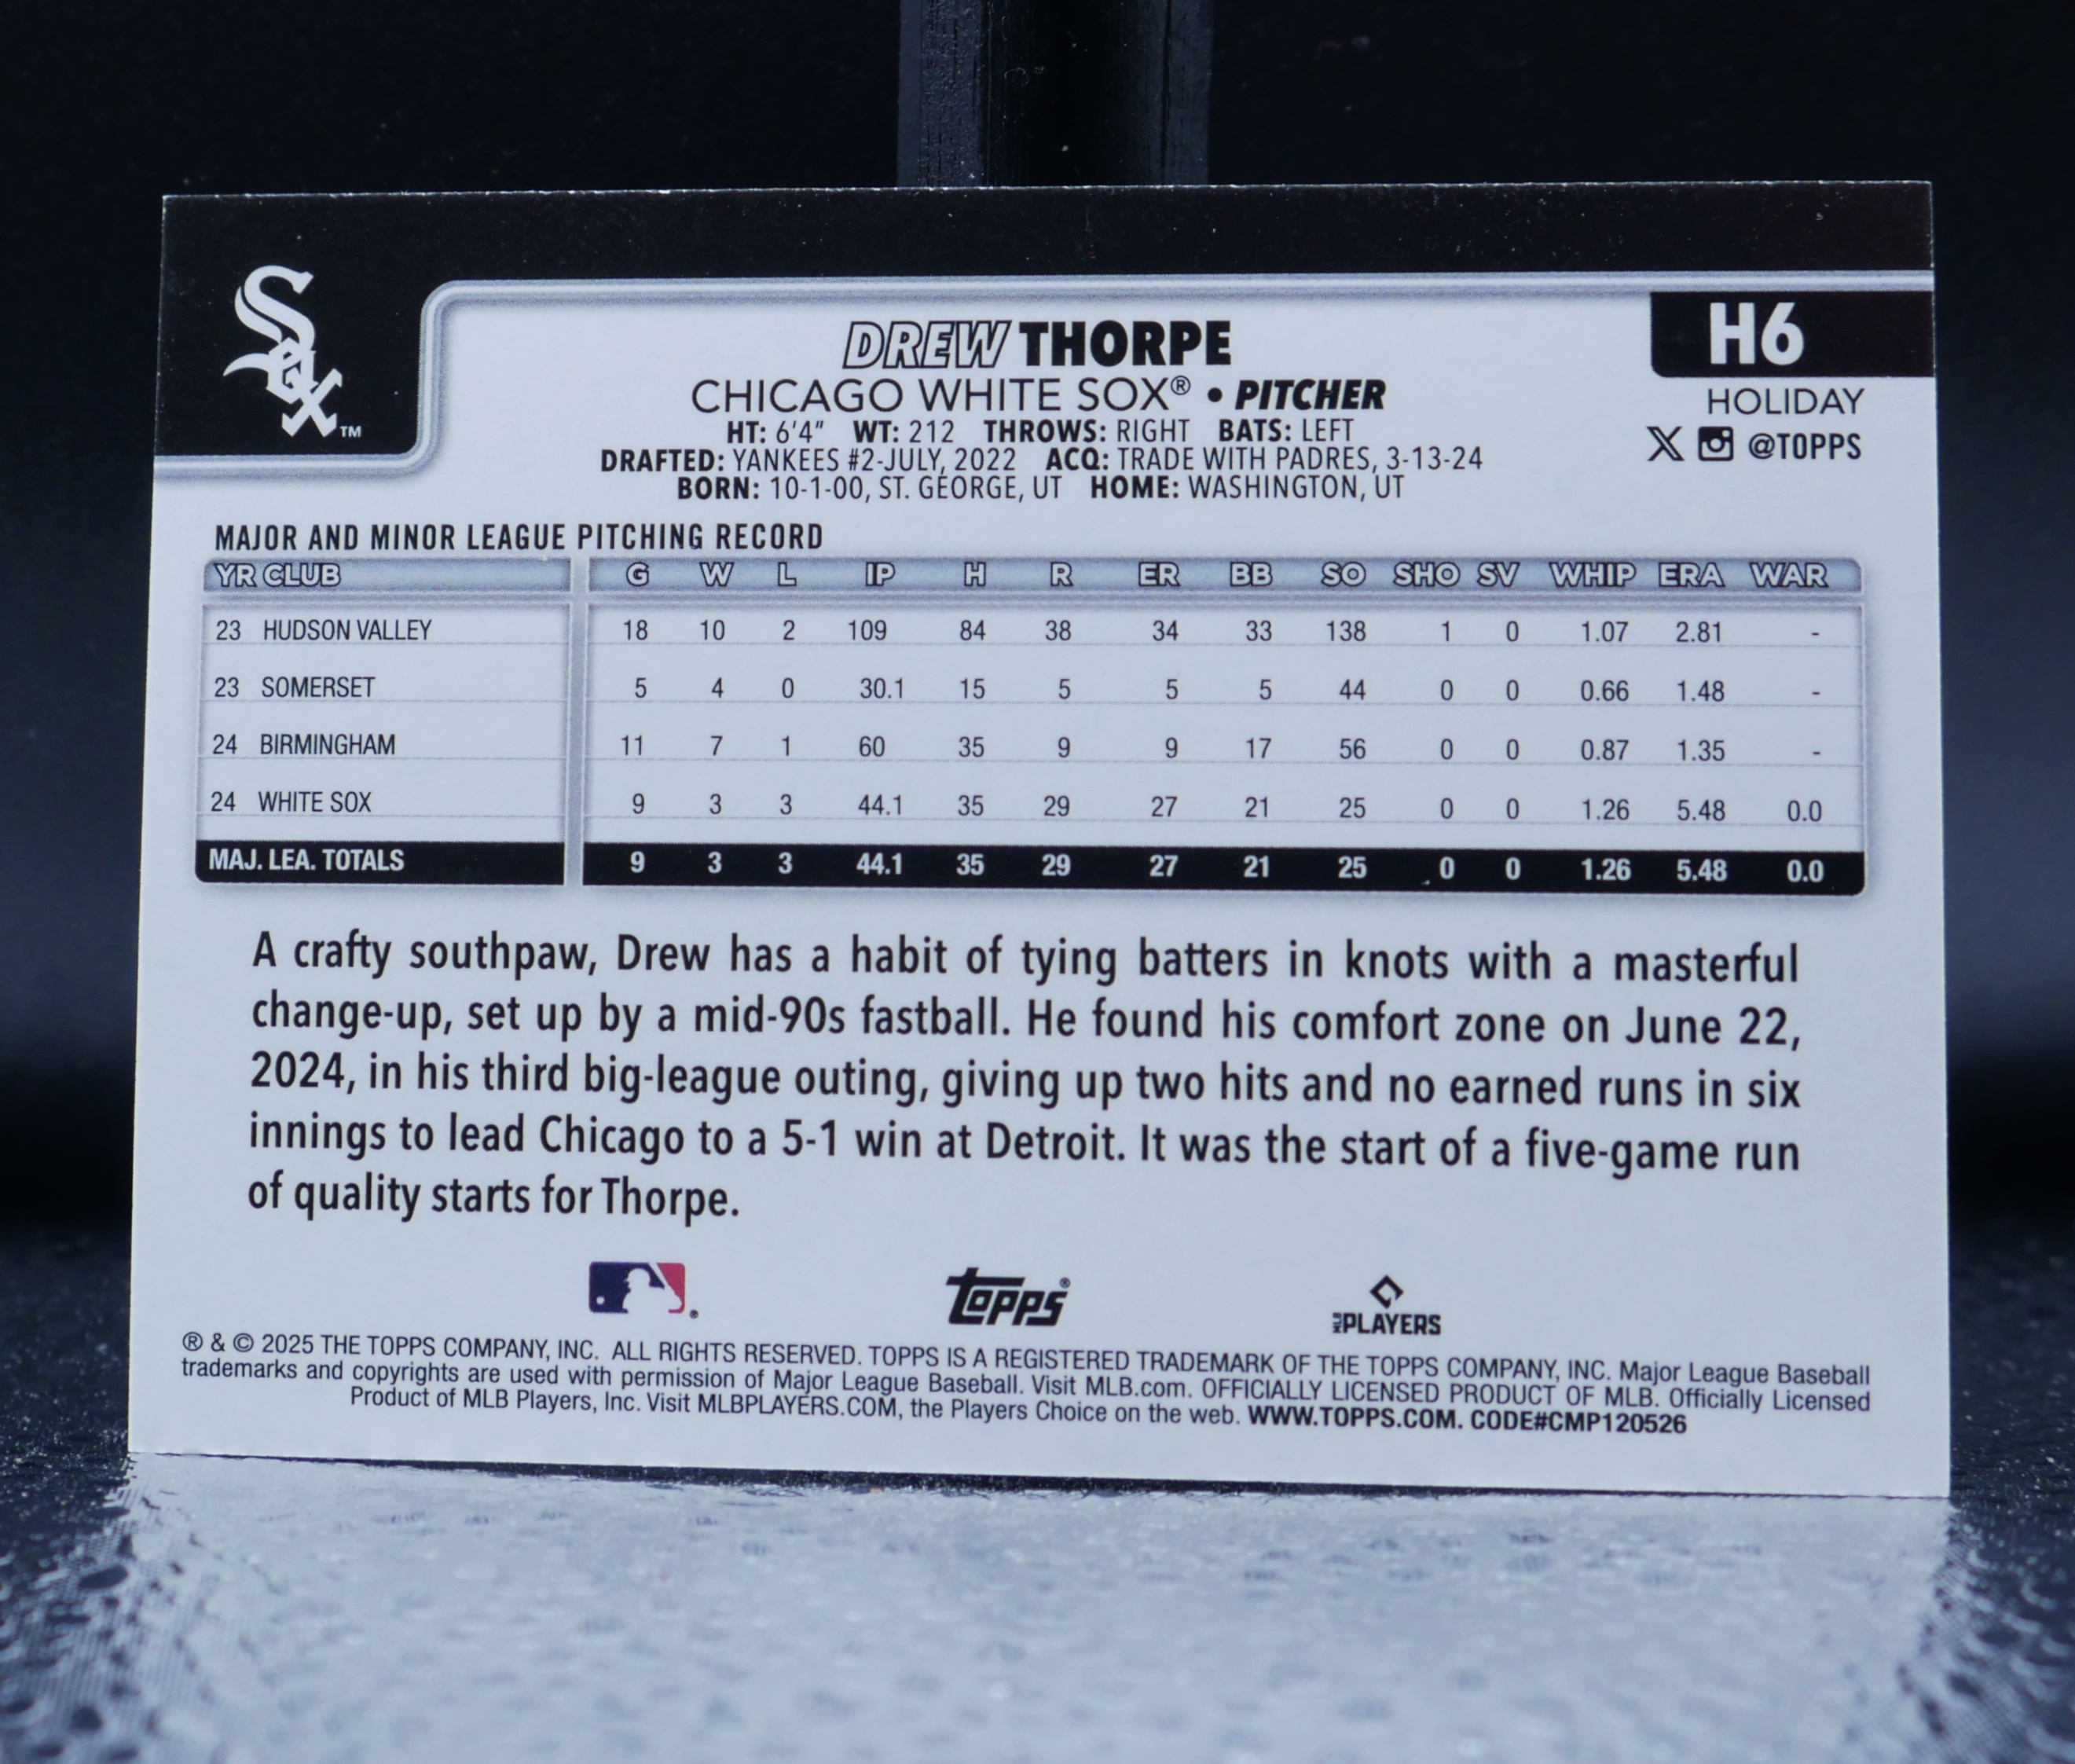 Sox TM
DREW THORPE
CHICAGO WHITE SOX® • PITCHER
HT: 6'4" WT: 212 THROWS: RIGHT BATS: LEFT
DRAFTED: YANKEES #2-JULY, 2022 ACQ: TRADE WITH PADRES, 3-13-24
BORN: 10-1-00, ST. GEORGE, UT HOME: WASHINGTON, UT
H6
HOLIDAY
X @TOPPS
MAJOR AND MINOR LEAGUE PITCHING RECORD
YR CLUB G W L IP H R ER BB SO SHO SV WHIP ERA WAR
23 HUDSON VALLEY 18 10 2 109 84 38 34 33 138 1 0 1.07 2.81 -
23 SOMERSET 5 4 0 30.1 15 5 5 5 44 0 0 0.66 1.48 -
24 BIRMINGHAM 11 7 1 60 35 9 9 17 56 0 0 0.87 1.35 -
24 WHITE SOX 9 3 3 44.1 35 29 27 21 25 0 0 1.26 5.48 0.0
MAJ. LEA. TOTALS 9 3 3 44.1 35 29 27 21 25 0 0 1.26 5.48 0.0
A crafty southpaw, Drew has a habit of tying batters in knots with a masterful
change-up, set up by a mid-90s fastball. He found his comfort zone on June 22,
2024, in his third big-league outing, giving up two hits and no earned runs in six
innings to lead Chicago to a 5-1 win at Detroit. It was the start of a five-game run
of quality starts for Thorpe.
topps® MLB PLAYERS
® & © 2025 THE TOPPS COMPANY, INC. ALL RIGHTS RESERVED. TOPPS IS A REGISTERED TRADEMARK OF THE TOPPS COMPANY, INC. Major League Baseball
trademarks and copyrights are used with permission of Major League Baseball. Visit MLB.com. OFFICIALLY LICENSED PRODUCT OF MLB. Officially Licensed
Product of MLB Players, Inc. Visit MLBPLAYERS.COM, the Players Choice on the web. WWW.TOPPS.COM. CODE#CMP120526